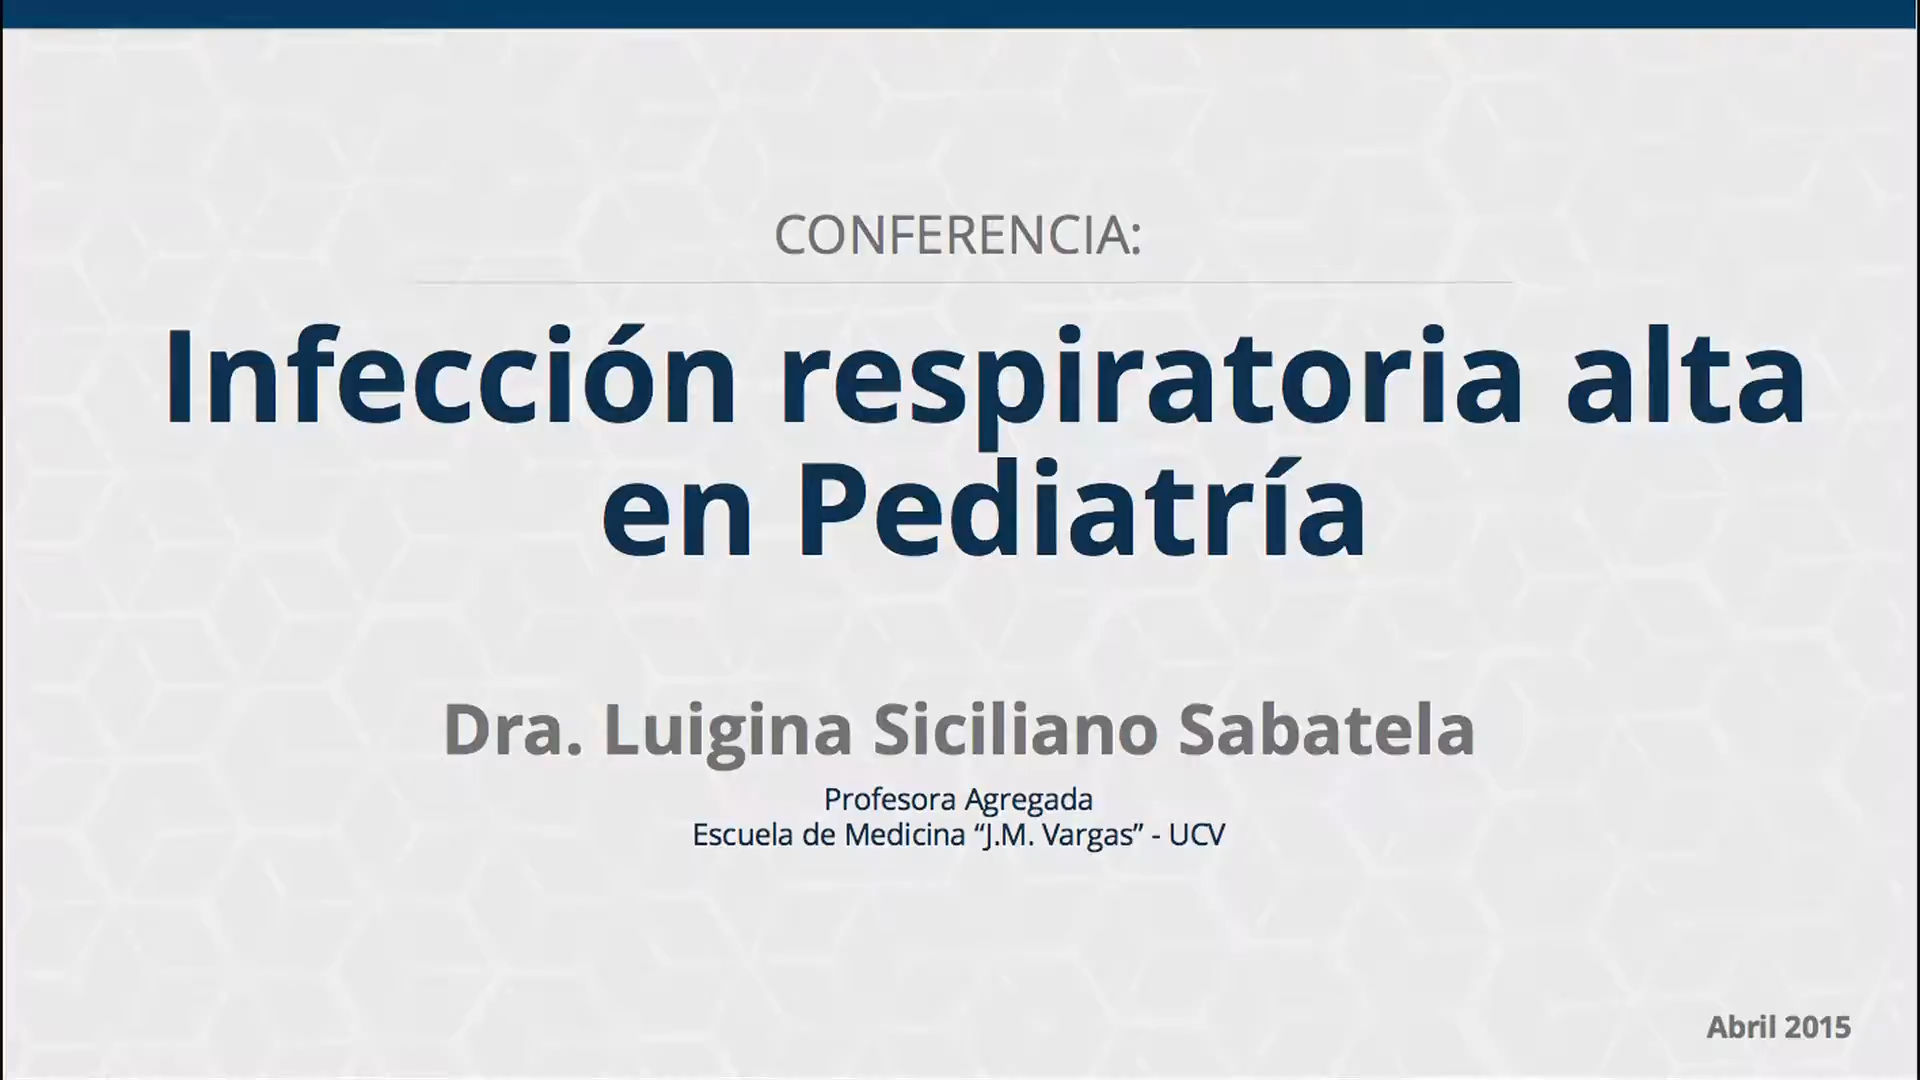 CONFERENCIA:
Infección respiratoria alta
en Pediatría
Dra. Luigina Siciliano Sabatela
Profesora Agregada
Escuela de Medicina “J.M. Vargas” - UCV
Abril 2015